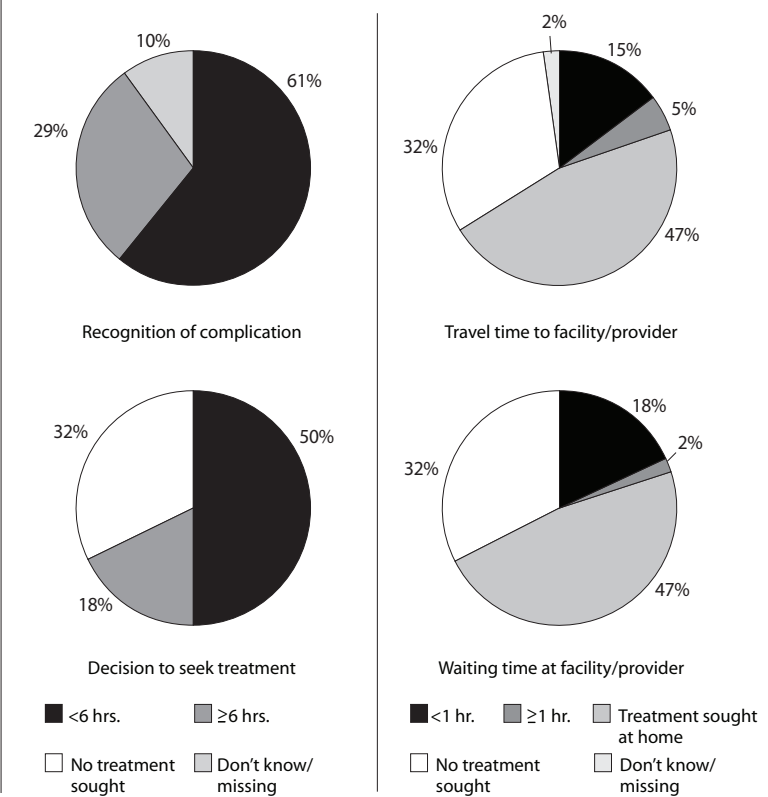 10%
61%
29%
Recognition of complication
2%
15%
5%
32%
47%
Travel time to facility/provider
32%
50%
18%
Decision to seek treatment
18%
2%
32%
47%
Waiting time at facility/provider
<6 hrs.
≥6 hrs.
No treatment
sought
Don't know/
missing
<1 hr.
≥1 hr.
Treatment sought
at home
No treatment
sought
Don't know/
missing